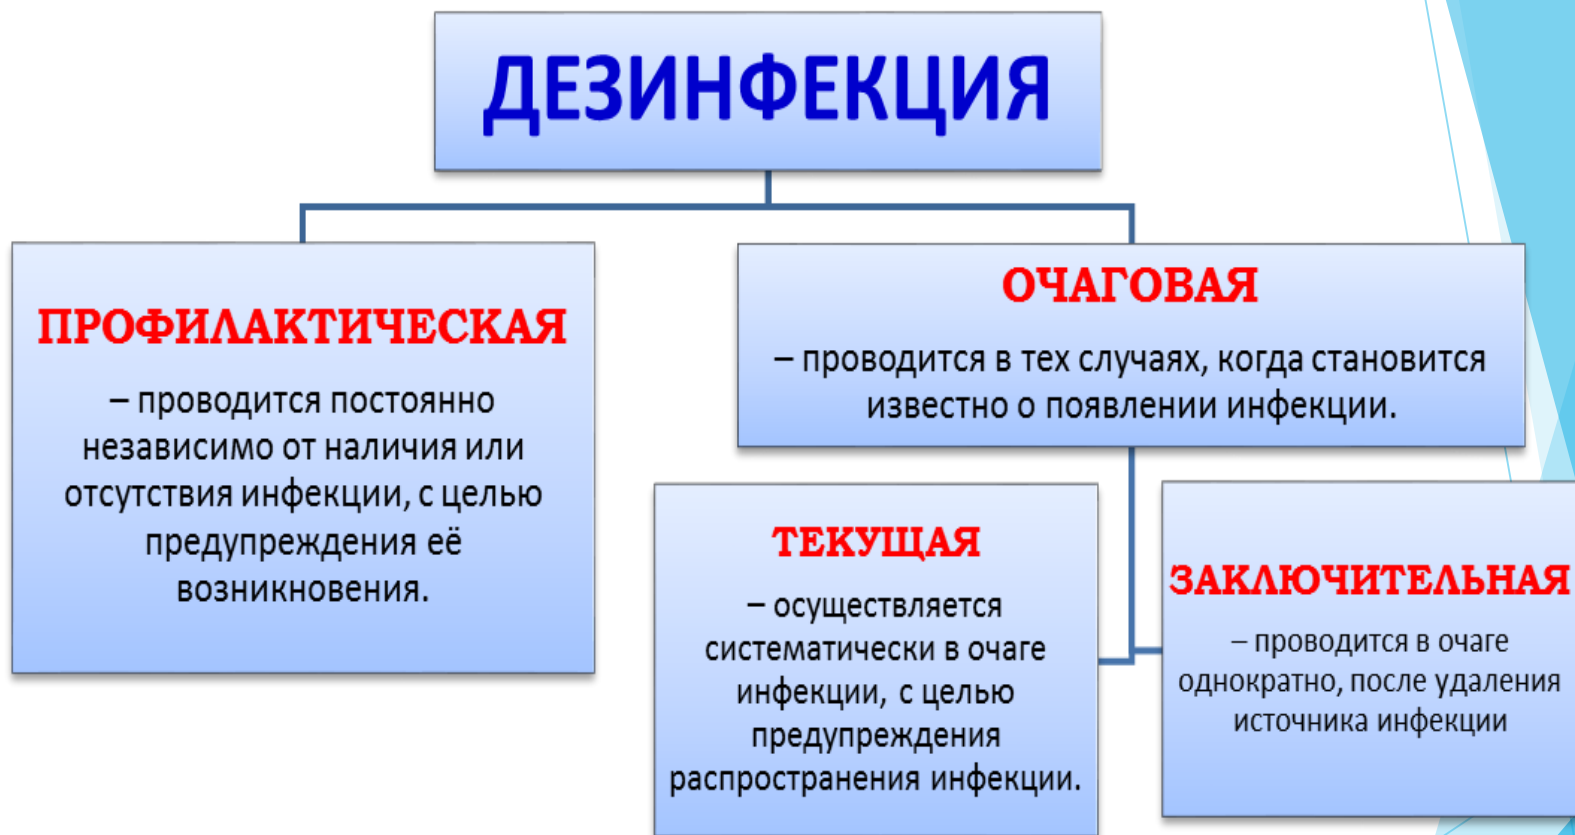 ДЕЗИНФЕКЦИЯ
ПРОФИЛАКТИЧЕСКАЯ
– проводится постоянно
независимо от наличия или
отсутствия инфекции, с целью
предупреждения её
возникновения.
ОЧАГОВАЯ
– проводится в тех случаях, когда становится
известно о появлении инфекции.
ТЕКУЩАЯ
– осуществляется
систематически в очаге
инфекции, с целью
предупреждения
распространения инфекции.
ЗАКЛЮЧИТЕЛЬНАЯ
– проводится в очаге
однократно, после удаления
источника инфекции